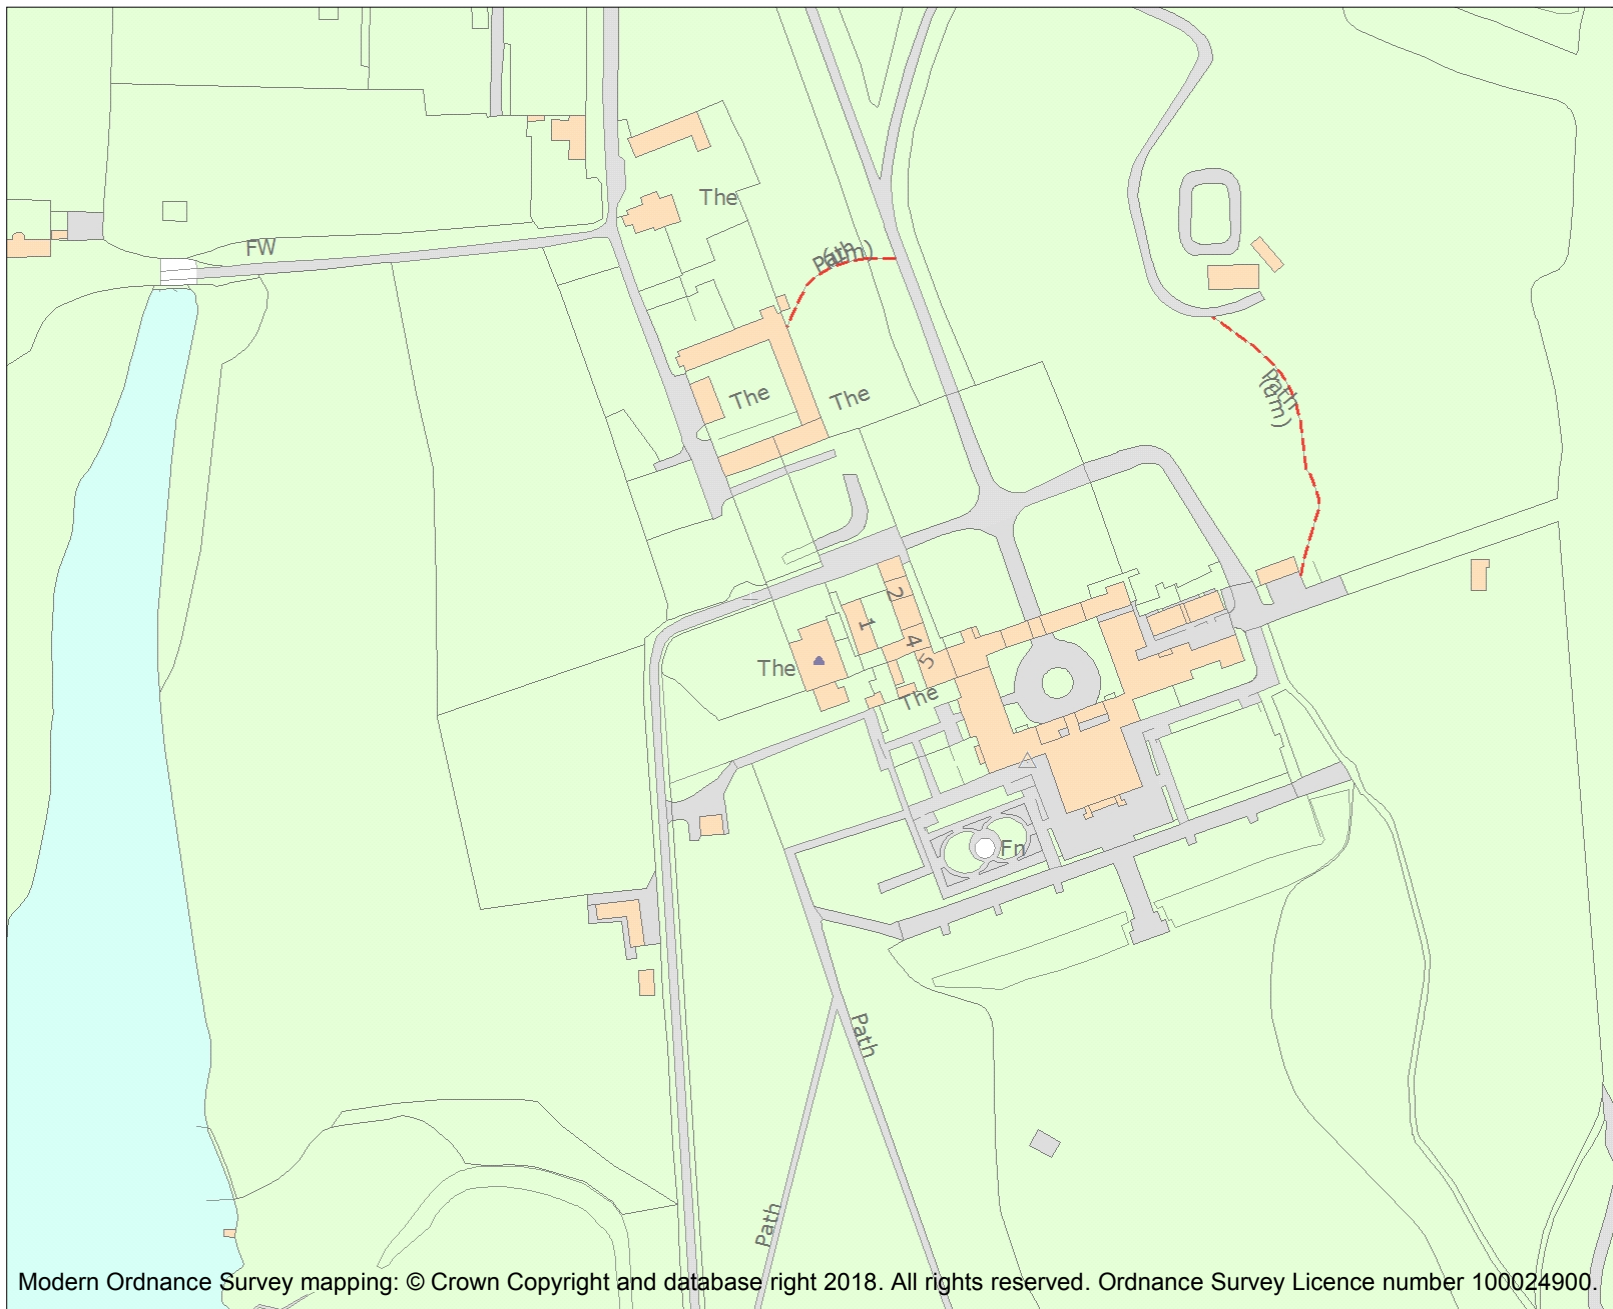 The
FW
Path
(um)
The
The
Path
(um)
2
1
4
5
The
The
Fn
Path
Path
Modern Ordnance Survey mapping: © Crown Copyright and database right 2018. All rights reserved. Ordnance Survey Licence number 100024900.